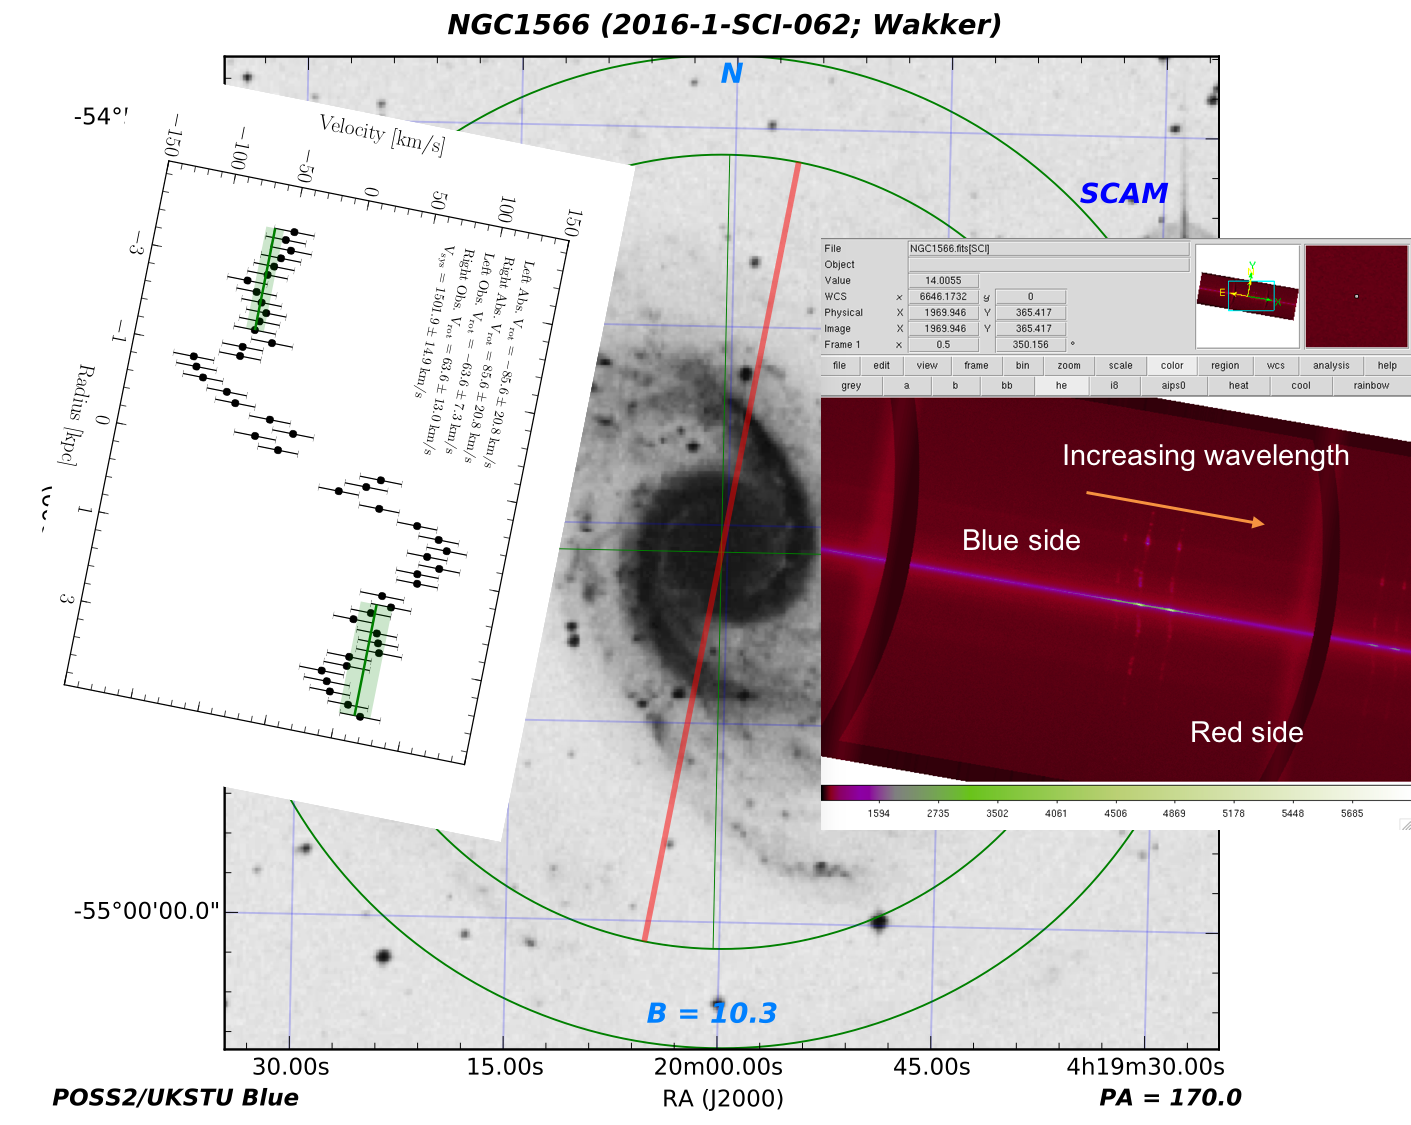 NGC1566 (2016-1-SCI-062; Wakker)
N
-54°
SCAM
Velocity [km/s]
−150
−100
−50
0
50
100
150
Left Abs. Vrot = −85.6 ± 20.8 km/s
Right Abs. Vrot = 85.6 ± 20.8 km/s
Left Obs. Vrot = −63.6 ± 7.3 km/s
Right Obs. Vrot = 63.6 ± 13.0 km/s
Vsys = 1501.9 ± 14.9 km/s
−3
−1
0
1
3
Radius [kpc]
File NGC1566.fits[SCI]
Object
Value 14.0055
WCS x 6646.1732 y 0
Physical X 1969.946 Y 365.417
Image X 1969.946 Y 365.417
Frame 1 x 0.5 350.156 °
Y
N
E
X
file edit view frame bin zoom scale color region wcs analysis help
grey a b bb he i8 aips0 heat cool rainbow
Increasing wavelength
Blue side
Red side
1594 2735 3502 4061 4506 4869 5178 5448 5685
-55°00'00.0"
B = 10.3
30.00s 15.00s 20m00.00s 45.00s 4h19m30.00s
RA (J2000)
POSS2/UKSTU Blue
PA = 170.0